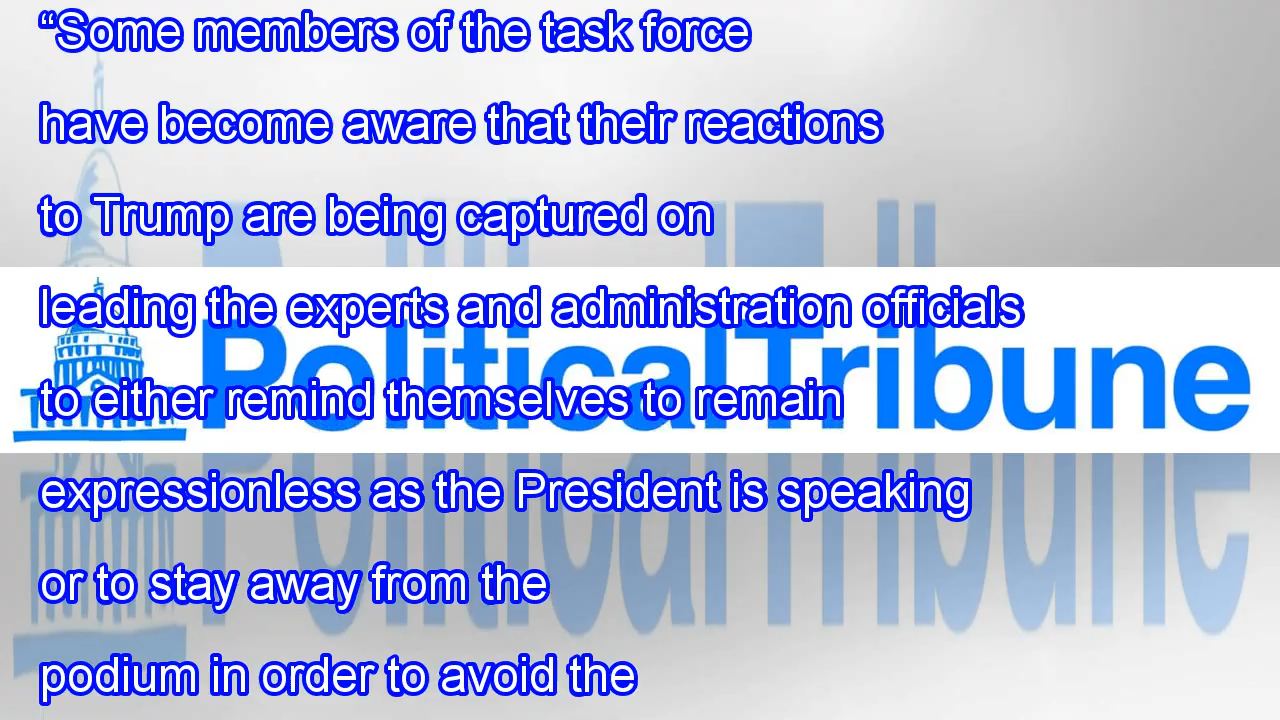 “Some members of the task force
have become aware that their reactions
to Trump are being captured on
leading the experts and administration officials
to either remind themselves to remain
expressionless as the President is speaking
or to stay away from the
podium in order to avoid the
PoliticalTribune